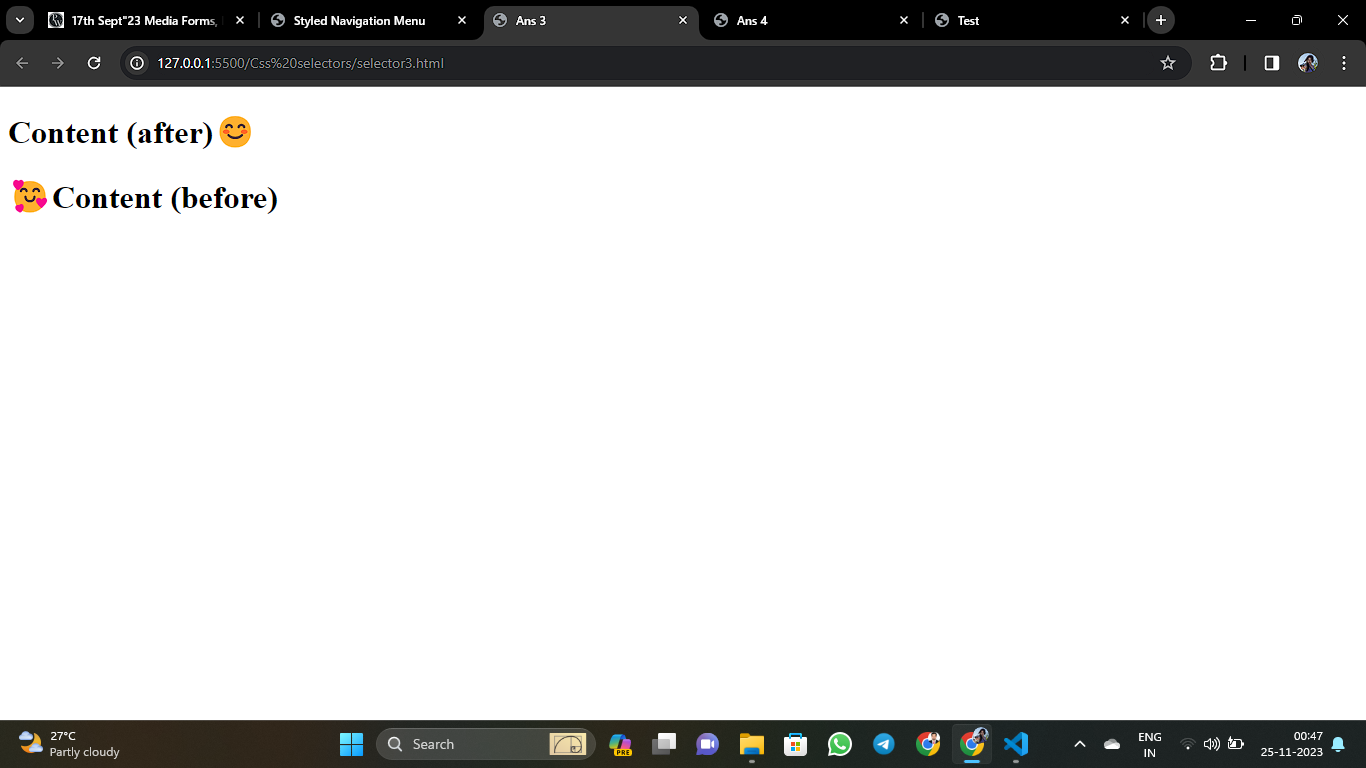 17th Sept"23 Media Forms,
Styled Navigation Menu
Ans 3
Ans 4
Test
127.0.0.1:5500/Css%20selectors/selector3.html
Content (after)😊
🥰Content (before)
27°C
Partly cloudy
Search
PRE
ENG
IN
00:47
25-11-2023